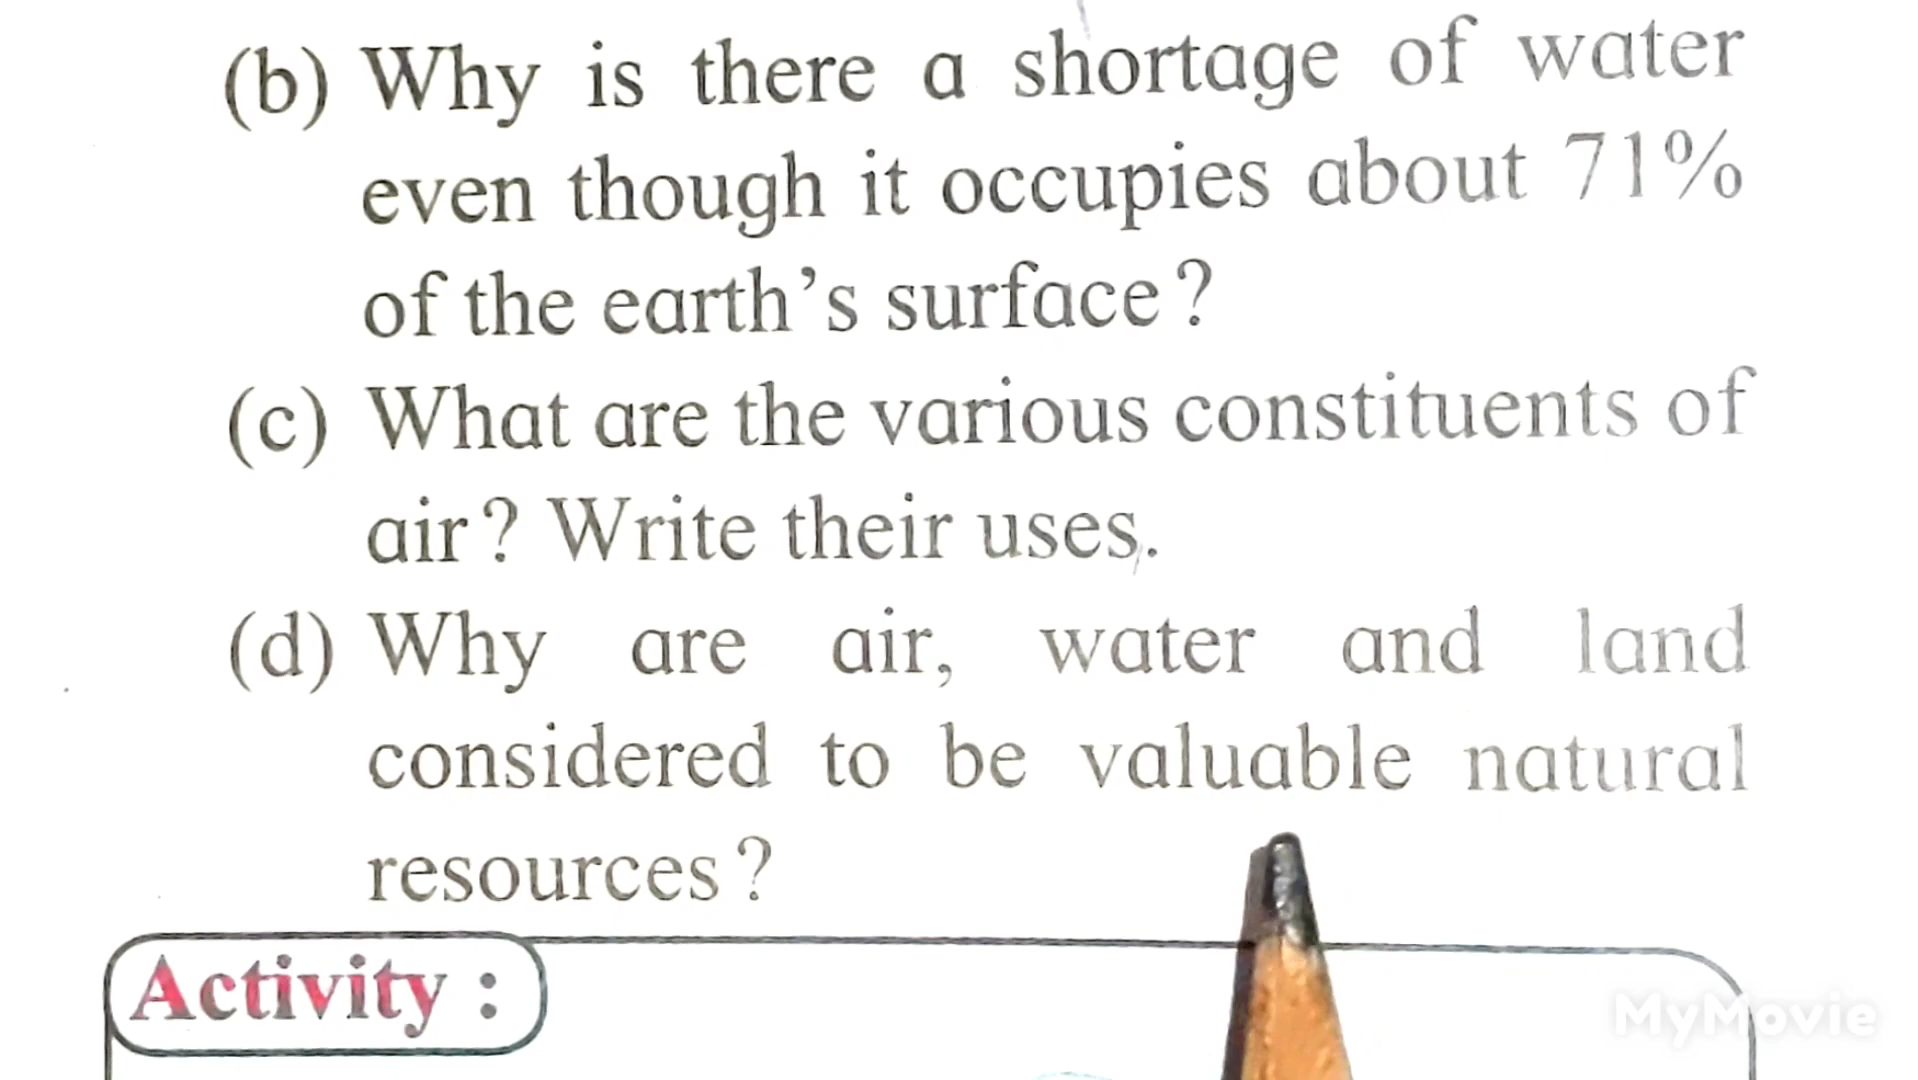 (b) Why is there a shortage of water
even though it occupies about 71%
of the earth's surface?
(c) What are the various constituents of
air? Write their uses.
(d) Why are air, water and land
considered to be valuable natural
resources?
Activity :
MyMovie